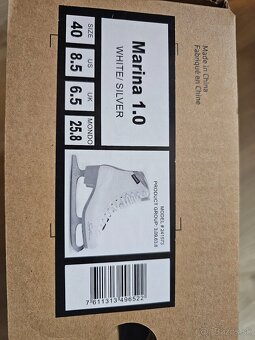 Made in China
Fabriqué en Chine
Marina 1.0
WHITE/ SILVER
SIZE
40
US
8.5
UK
6.5
MONDO
25.8
7611313496522